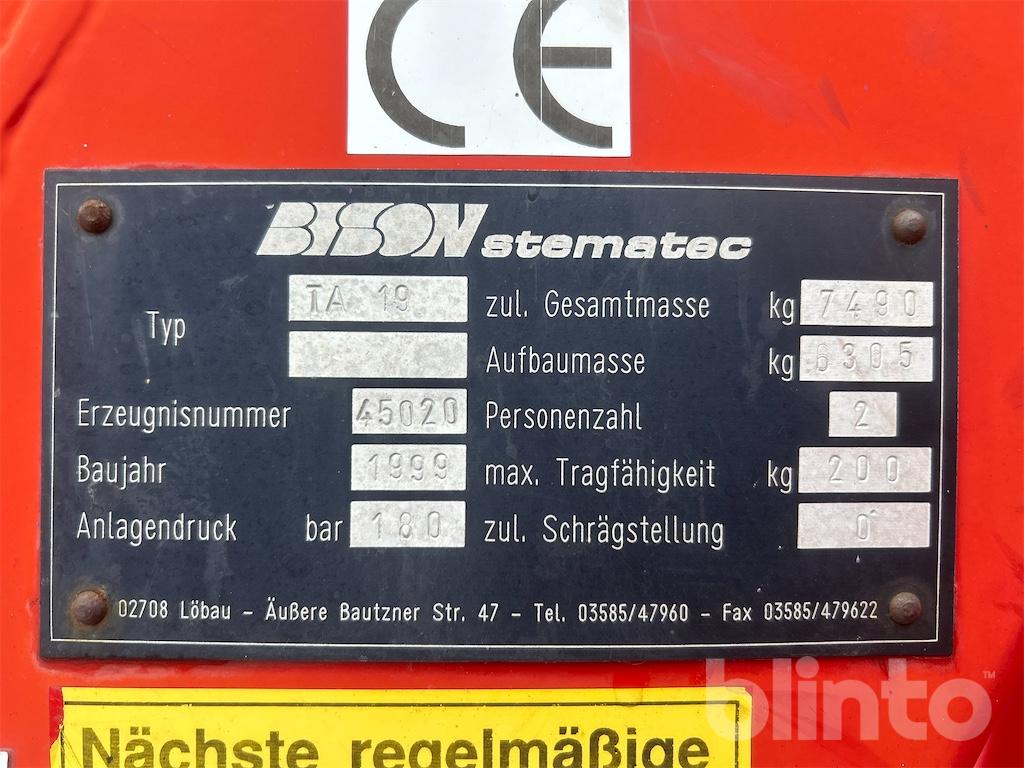 CE
BISON stematec
Typ TA 19
Erzeugnisnummer 45020
Baujahr 1999
Anlagendruck bar 180
zul. Gesamtmasse kg 7490
Aufbaumasse kg 6305
Personenzahl 2
max. Tragfähigkeit kg 200
zul. Schrägstellung 0°
02708 Löbau - Äußere Bautzner Str. 47 - Tel. 03585/47960 - Fax 03585/479622
Nächste regelmäßige
blinto™